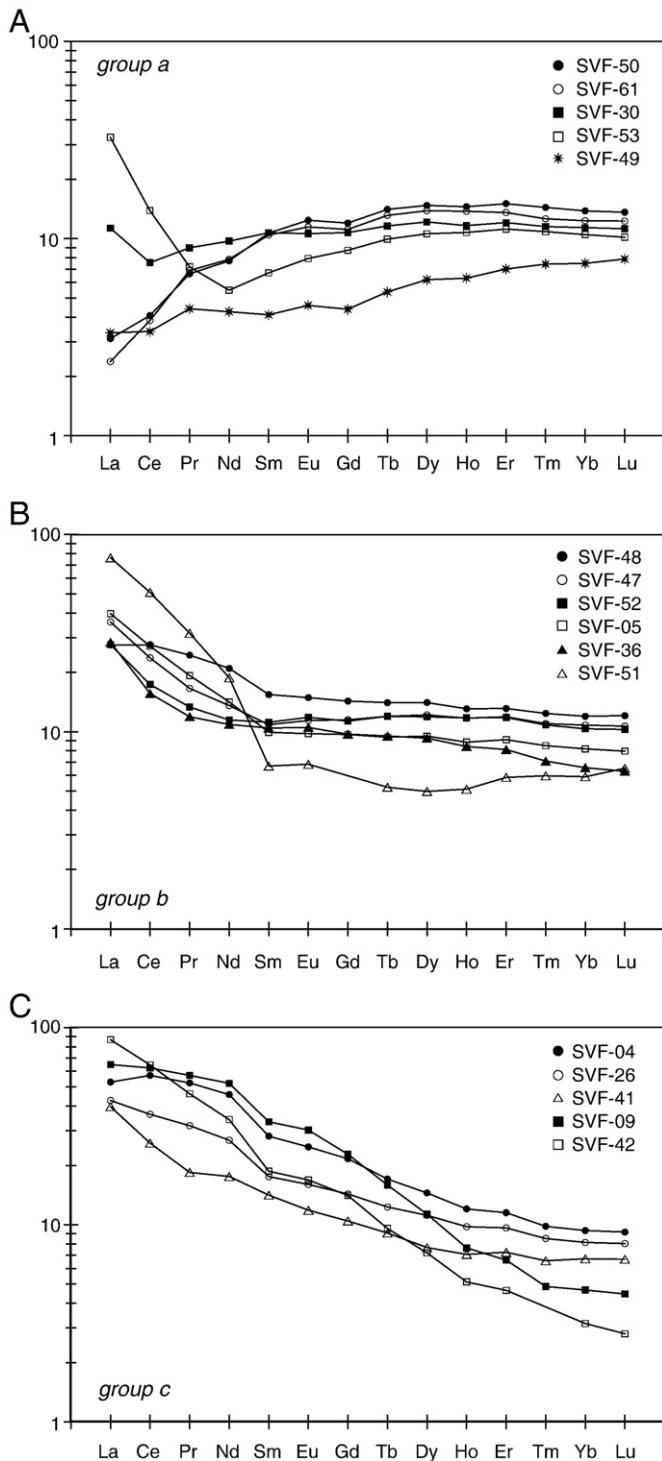 A
100
group a
SVF-50
SVF-61
SVF-30
SVF-53
SVF-49
10
1
La Ce Pr Nd Sm Eu Gd Tb Dy Ho Er Tm Yb Lu
B
100
SVF-48
SVF-47
SVF-52
SVF-05
SVF-36
SVF-51
10
group b
1
La Ce Pr Nd Sm Eu Gd Tb Dy Ho Er Tm Yb Lu
C
100
SVF-04
SVF-26
SVF-41
SVF-09
SVF-42
10
group c
1
La Ce Pr Nd Sm Eu Gd Tb Dy Ho Er Tm Yb Lu